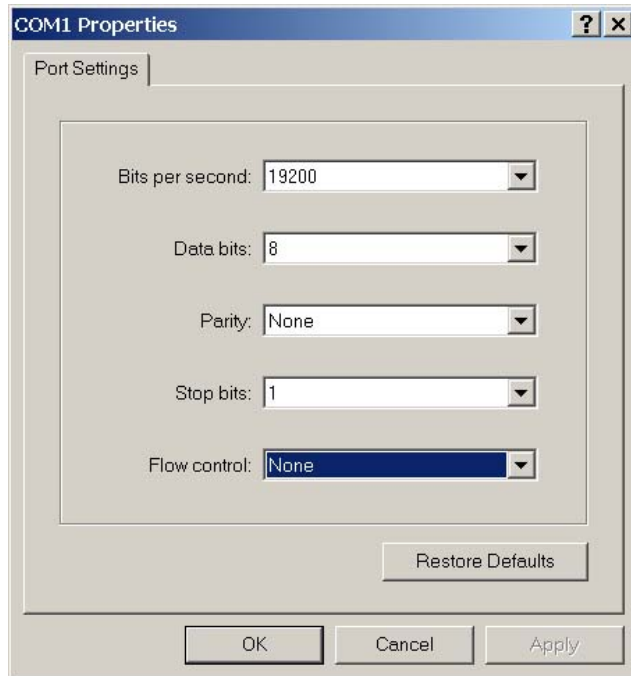 COM1 Properties
Port Settings
Bits per second: 19200
Data bits: 8
Parity: None
Stop bits: 1
Flow control: None
Restore Defaults
OK Cancel Apply